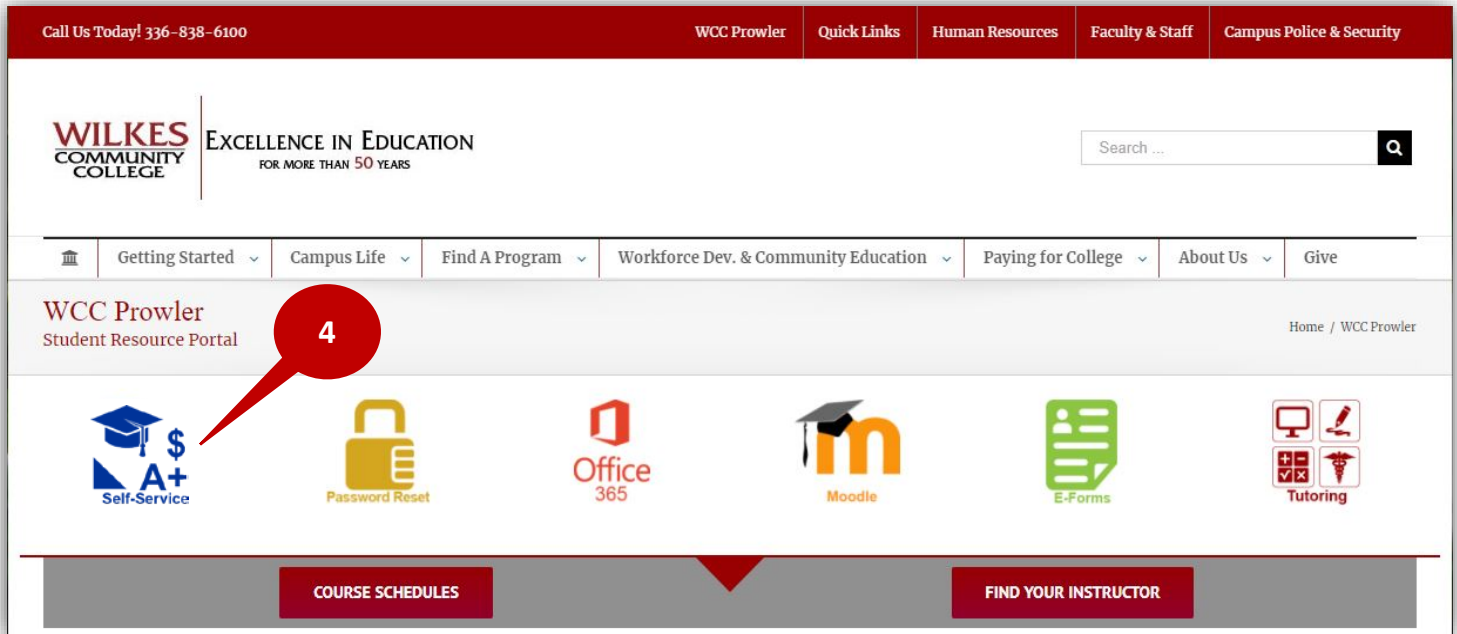 Call Us Today! 336-838-6100 WCC Prowler Quick Links Human Resources Faculty & Staff Campus Police & Security
WILKES
COMMUNITY
COLLEGE
EXCELLENCE IN EDUCATION
FOR MORE THAN 50 YEARS
Search ...
Getting Started Campus Life Find A Program Workforce Dev. & Community Education Paying for College About Us Give
WCC Prowler
Student Resource Portal
4
Home / WCC Prowler
$
A+
Self-Service
Password Reset
Office
365
m
Moodle
E-Forms
Tutoring
COURSE SCHEDULES FIND YOUR INSTRUCTOR